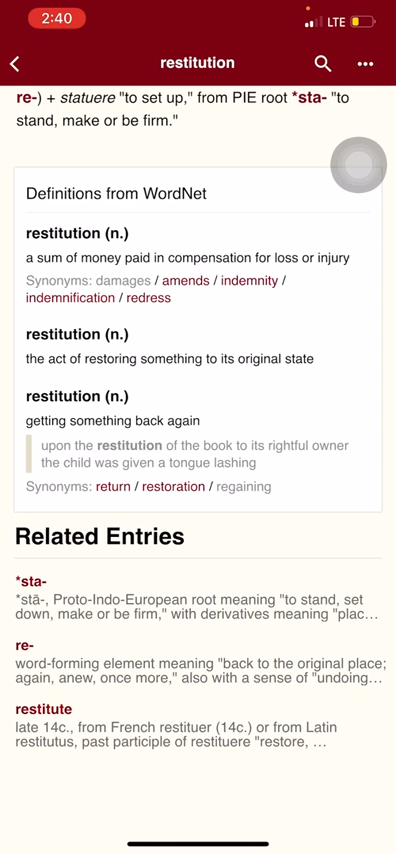 2:40
LTE
restitution
re-) + statuere "to set up," from PIE root *sta- "to
stand, make or be firm."
Definitions from WordNet
restitution (n.)
a sum of money paid in compensation for loss or injury
Synonyms: damages / amends / indemnity /
indemnification / redress
restitution (n.)
the act of restoring something to its original state
restitution (n.)
getting something back again
upon the restitution of the book to its rightful owner
the child was given a tongue lashing
Synonyms: return / restoration / regaining
Related Entries
*sta-
*stā-, Proto-Indo-European root meaning "to stand, set
down, make or be firm," with derivatives meaning "plac…
re-
word-forming element meaning "back to the original place;
again, anew, once more," also with a sense of "undoing…
restitute
late 14c., from French restituer (14c.) or from Latin
restitutus, past participle of restituere "restore, …